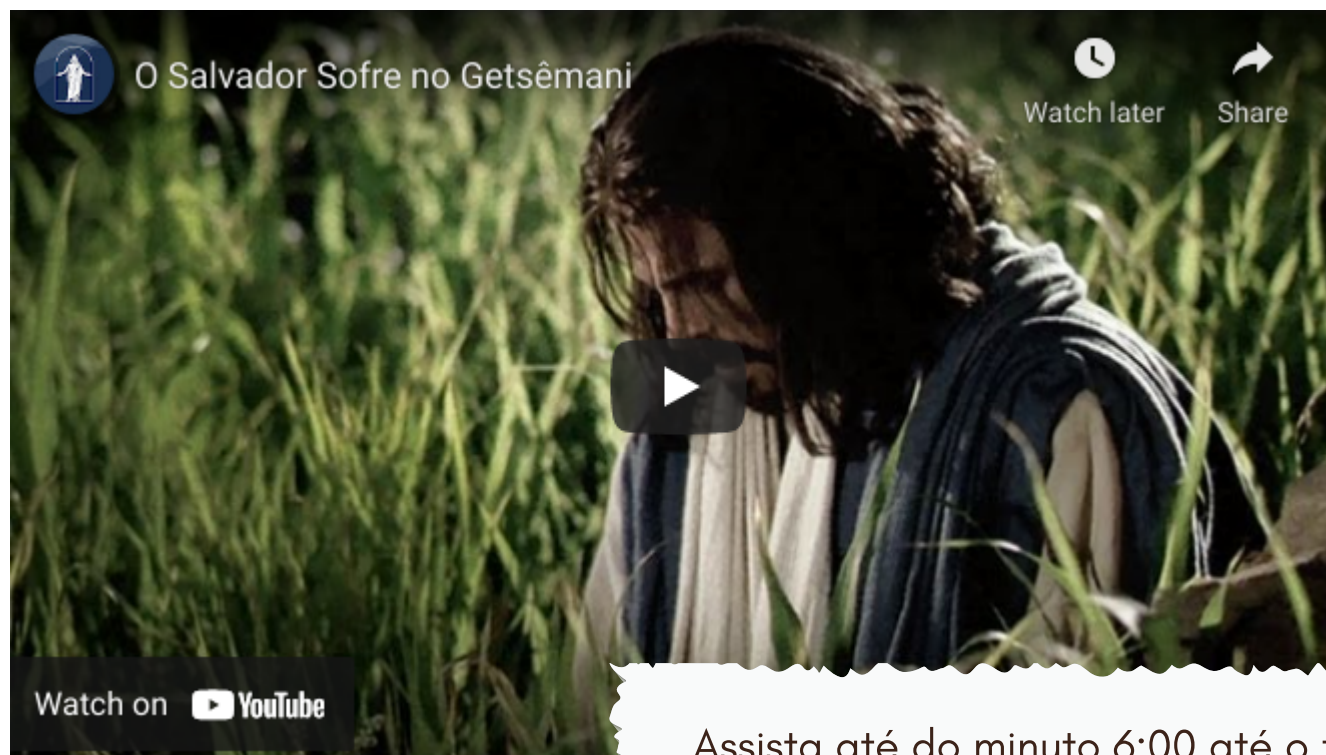 O Salvador Sofre no Getsêmani
Watch later
Share
Watch on YouTube
Assista até do minuto 6:00 até o